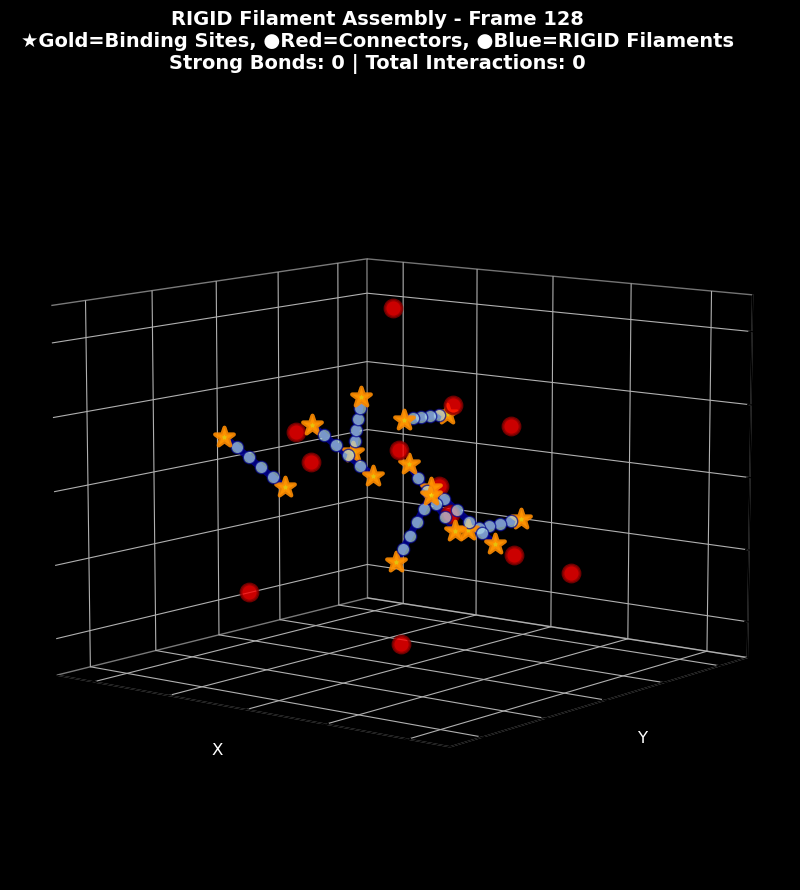 RIGID Filament Assembly - Frame 128
★Gold=Binding Sites, ●Red=Connectors, ●Blue=RIGID Filaments
Strong Bonds: 0 | Total Interactions: 0
X
Y